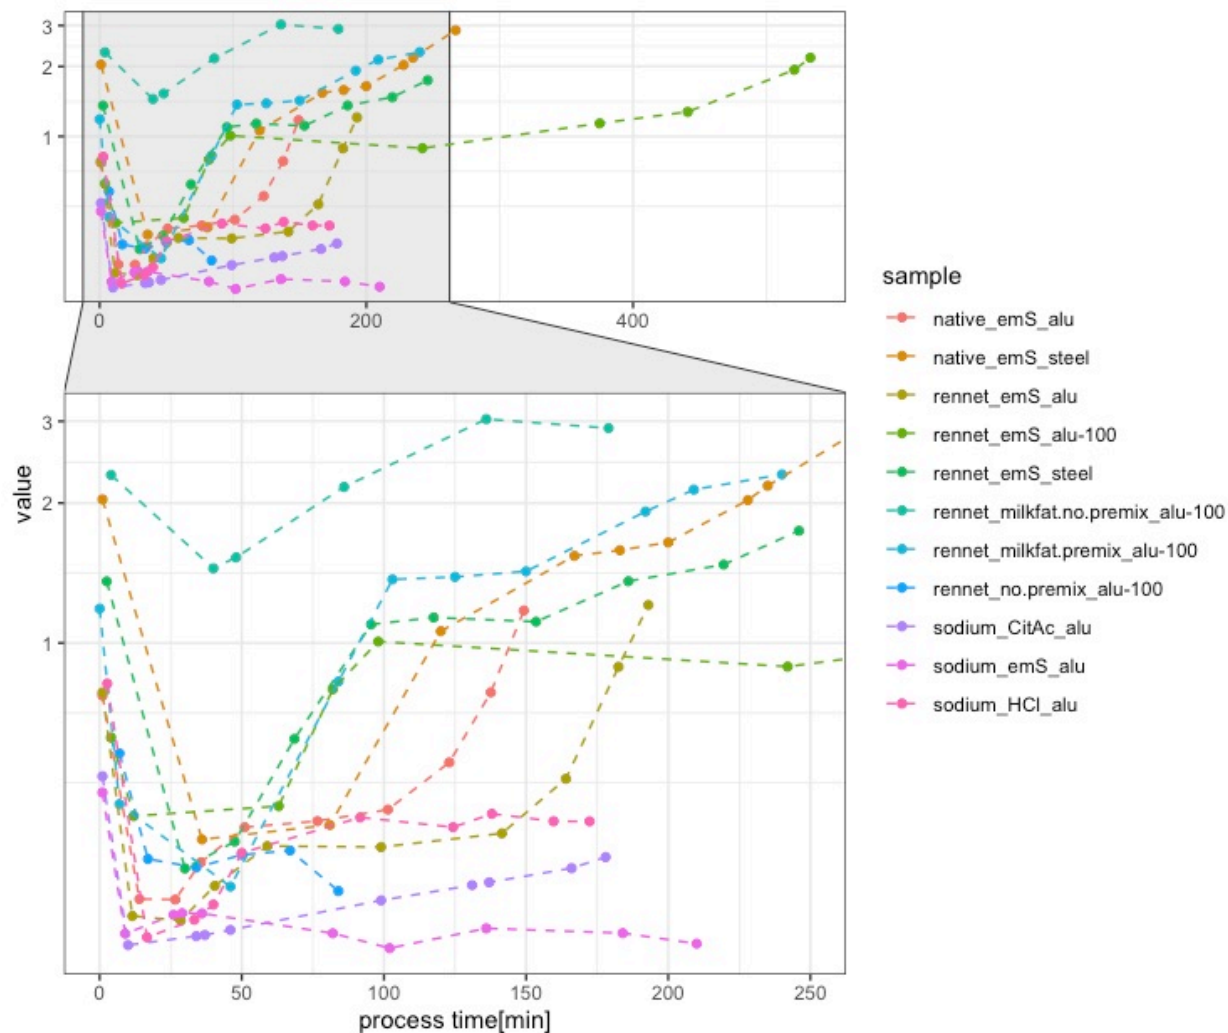 3
2
1
0
200
400
3
2
1
value
0
50
100
150
200
250
process time[min]
sample
native_emS_alu
native_emS_steel
rennet_emS_alu
rennet_emS_alu-100
rennet_emS_steel
rennet_milkfat.no.premix_alu-100
rennet_milkfat.premix_alu-100
rennet_no.premix_alu-100
sodium_CitAc_alu
sodium_emS_alu
sodium_HCl_alu